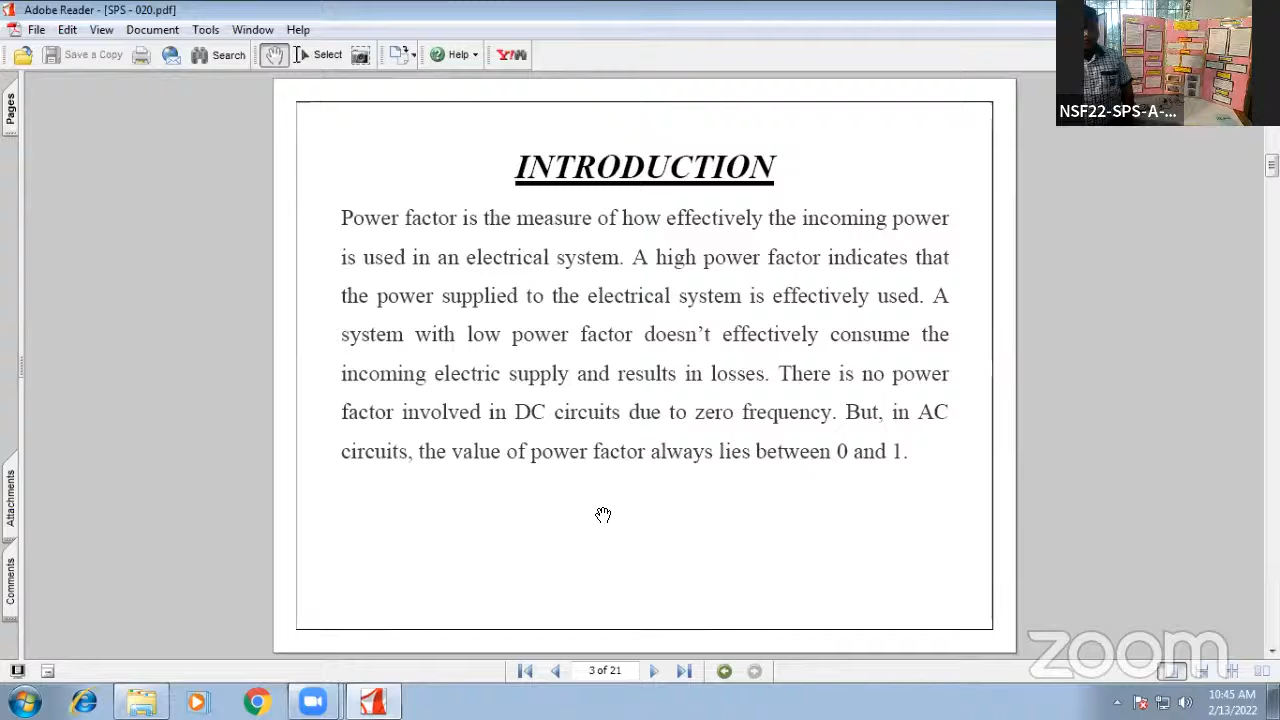 Adobe Reader - [SPS - 020.pdf]
File Edit View Document Tools Window Help
Save a Copy Search Select Help Y!
Pages
INTRODUCTION
Power factor is the measure of how effectively the incoming power
is used in an electrical system. A high power factor indicates that
the power supplied to the electrical system is effectively used. A
system with low power factor doesn’t effectively consume the
incoming electric supply and results in losses. There is no power
factor involved in DC circuits due to zero frequency. But, in AC
circuits, the value of power factor always lies between 0 and 1.
Attachments
Comments
NSF22-SPS-A-...
zoom
3 of 21
10:45 AM
2/13/2022